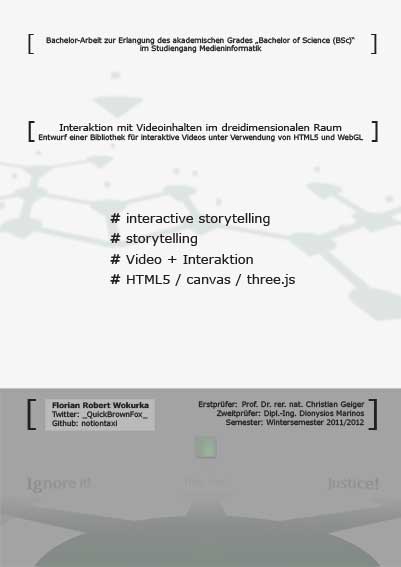 Bachelor-Arbeit zur Erlangung des akademischen Grades „Bachelor of Science (BSc)“
im Studiengang Medieninformatik
Interaktion mit Videoinhalten im dreidimensionalen Raum
Entwurf einer Bibliothek für interaktive Videos unter Verwendung von HTML5 und WebGL
# interactive storytelling
# storytelling
# Video + Interaktion
# HTML5 / canvas / three.js
Florian Robert Wokurka
Twitter: _QuickBrownFox_
Github: notiontaxi
Erstprüfer: Prof. Dr. rer. nat. Christian Geiger
Zweitprüfer: Dipl.-Ing. Dionysios Marinos
Semester: Wintersemester 2011/2012
Ignore it!
Justice!